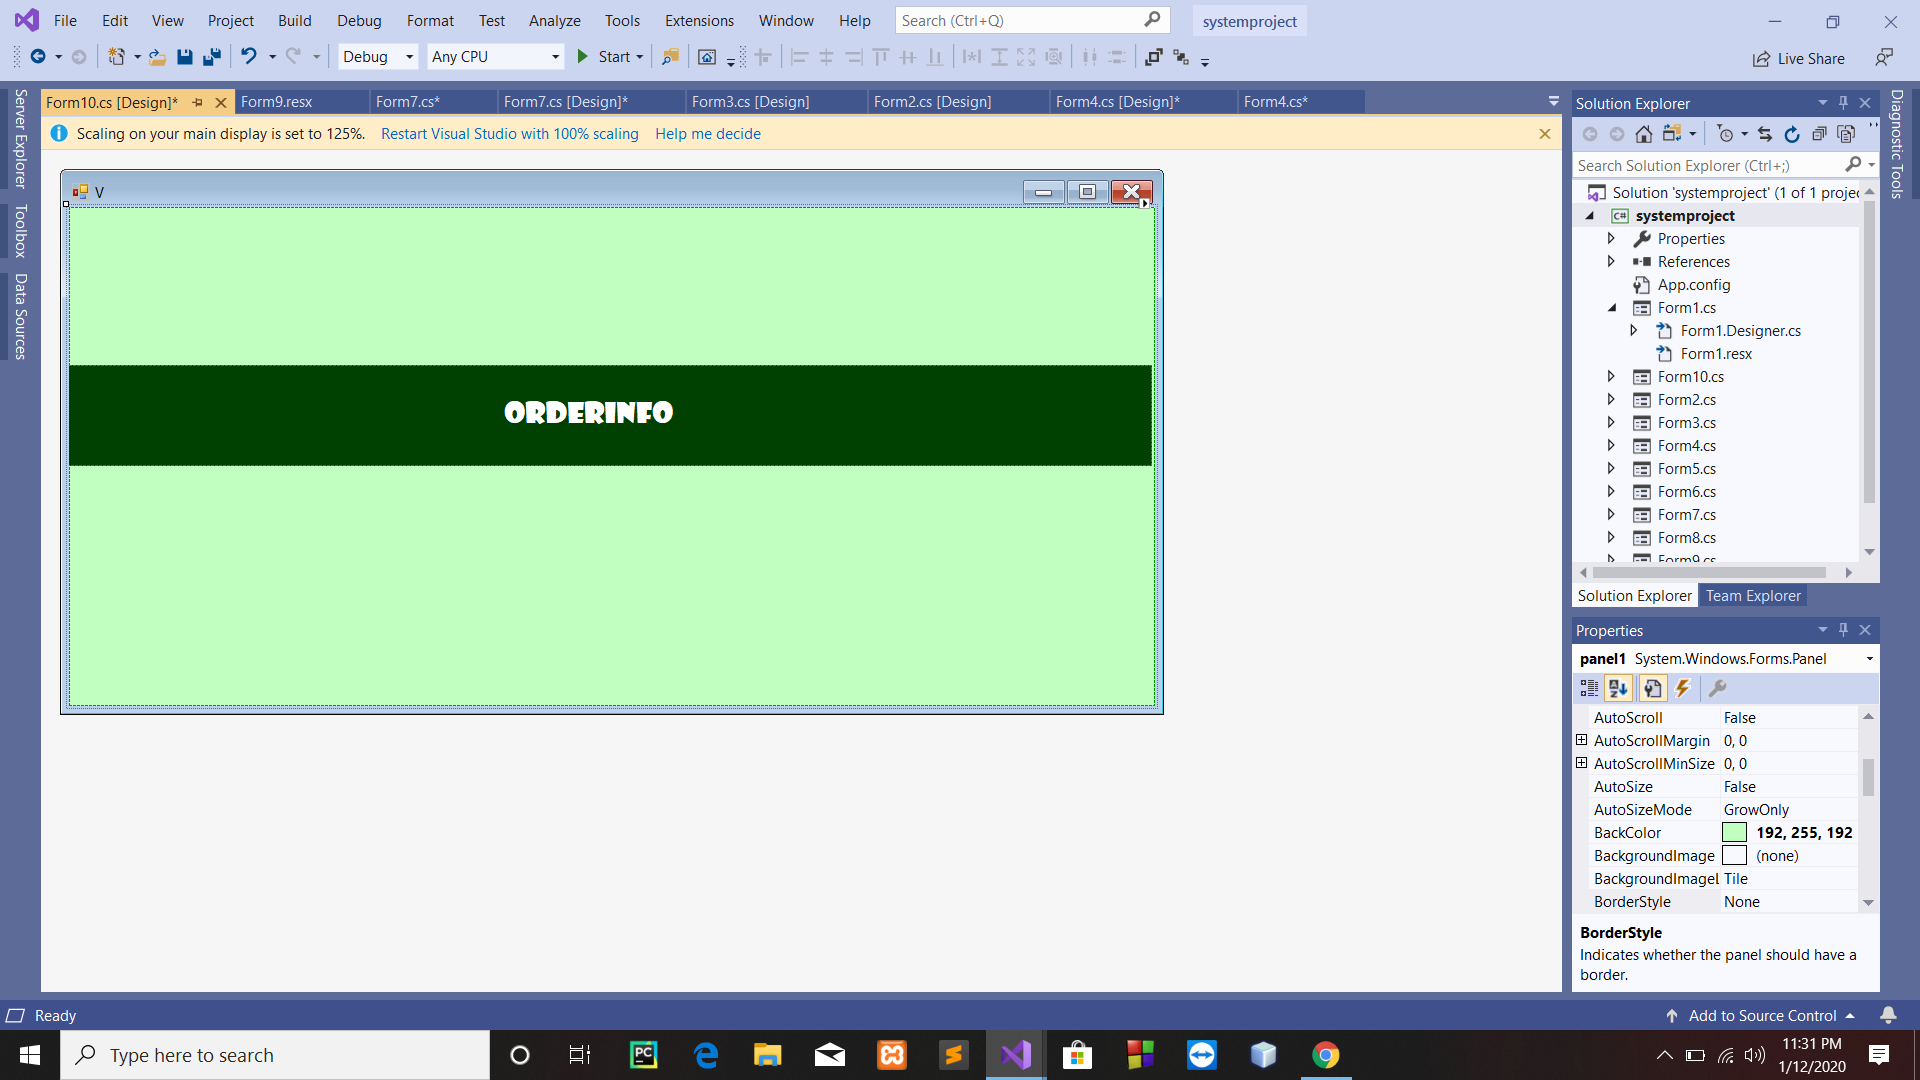 File Edit View Project Build Debug Format Test Analyze Tools Extensions Window Help Search (Ctrl+Q) systemproject
Debug Any CPU Start Live Share
Server Explorer
Toolbox
Data Sources
Form10.cs [Design]* Form9.resx Form7.cs* Form7.cs [Design]* Form3.cs [Design] Form2.cs [Design] Form4.cs [Design]* Form4.cs*
Scaling on your main display is set to 125%. Restart Visual Studio with 100% scaling Help me decide
V
ORDERINFO
Solution Explorer
Search Solution Explorer (Ctrl+;)
Solution 'systemproject' (1 of 1 projec
C# systemproject
Properties
References
App.config
Form1.cs
Form1.Designer.cs
Form1.resx
Form10.cs
Form2.cs
Form3.cs
Form4.cs
Form5.cs
Form6.cs
Form7.cs
Form8.cs
Form9.cs
Solution Explorer Team Explorer
Properties
panel1 System.Windows.Forms.Panel
AutoScroll False
AutoScrollMargin 0, 0
AutoScrollMinSize 0, 0
AutoSize False
AutoSizeMode GrowOnly
BackColor 192, 255, 192
BackgroundImage (none)
BackgroundImageL Tile
BorderStyle None
BorderStyle
Indicates whether the panel should have a
border.
Diagnostic Tools
Ready Add to Source Control
Type here to search
PC
11:31 PM
1/12/2020